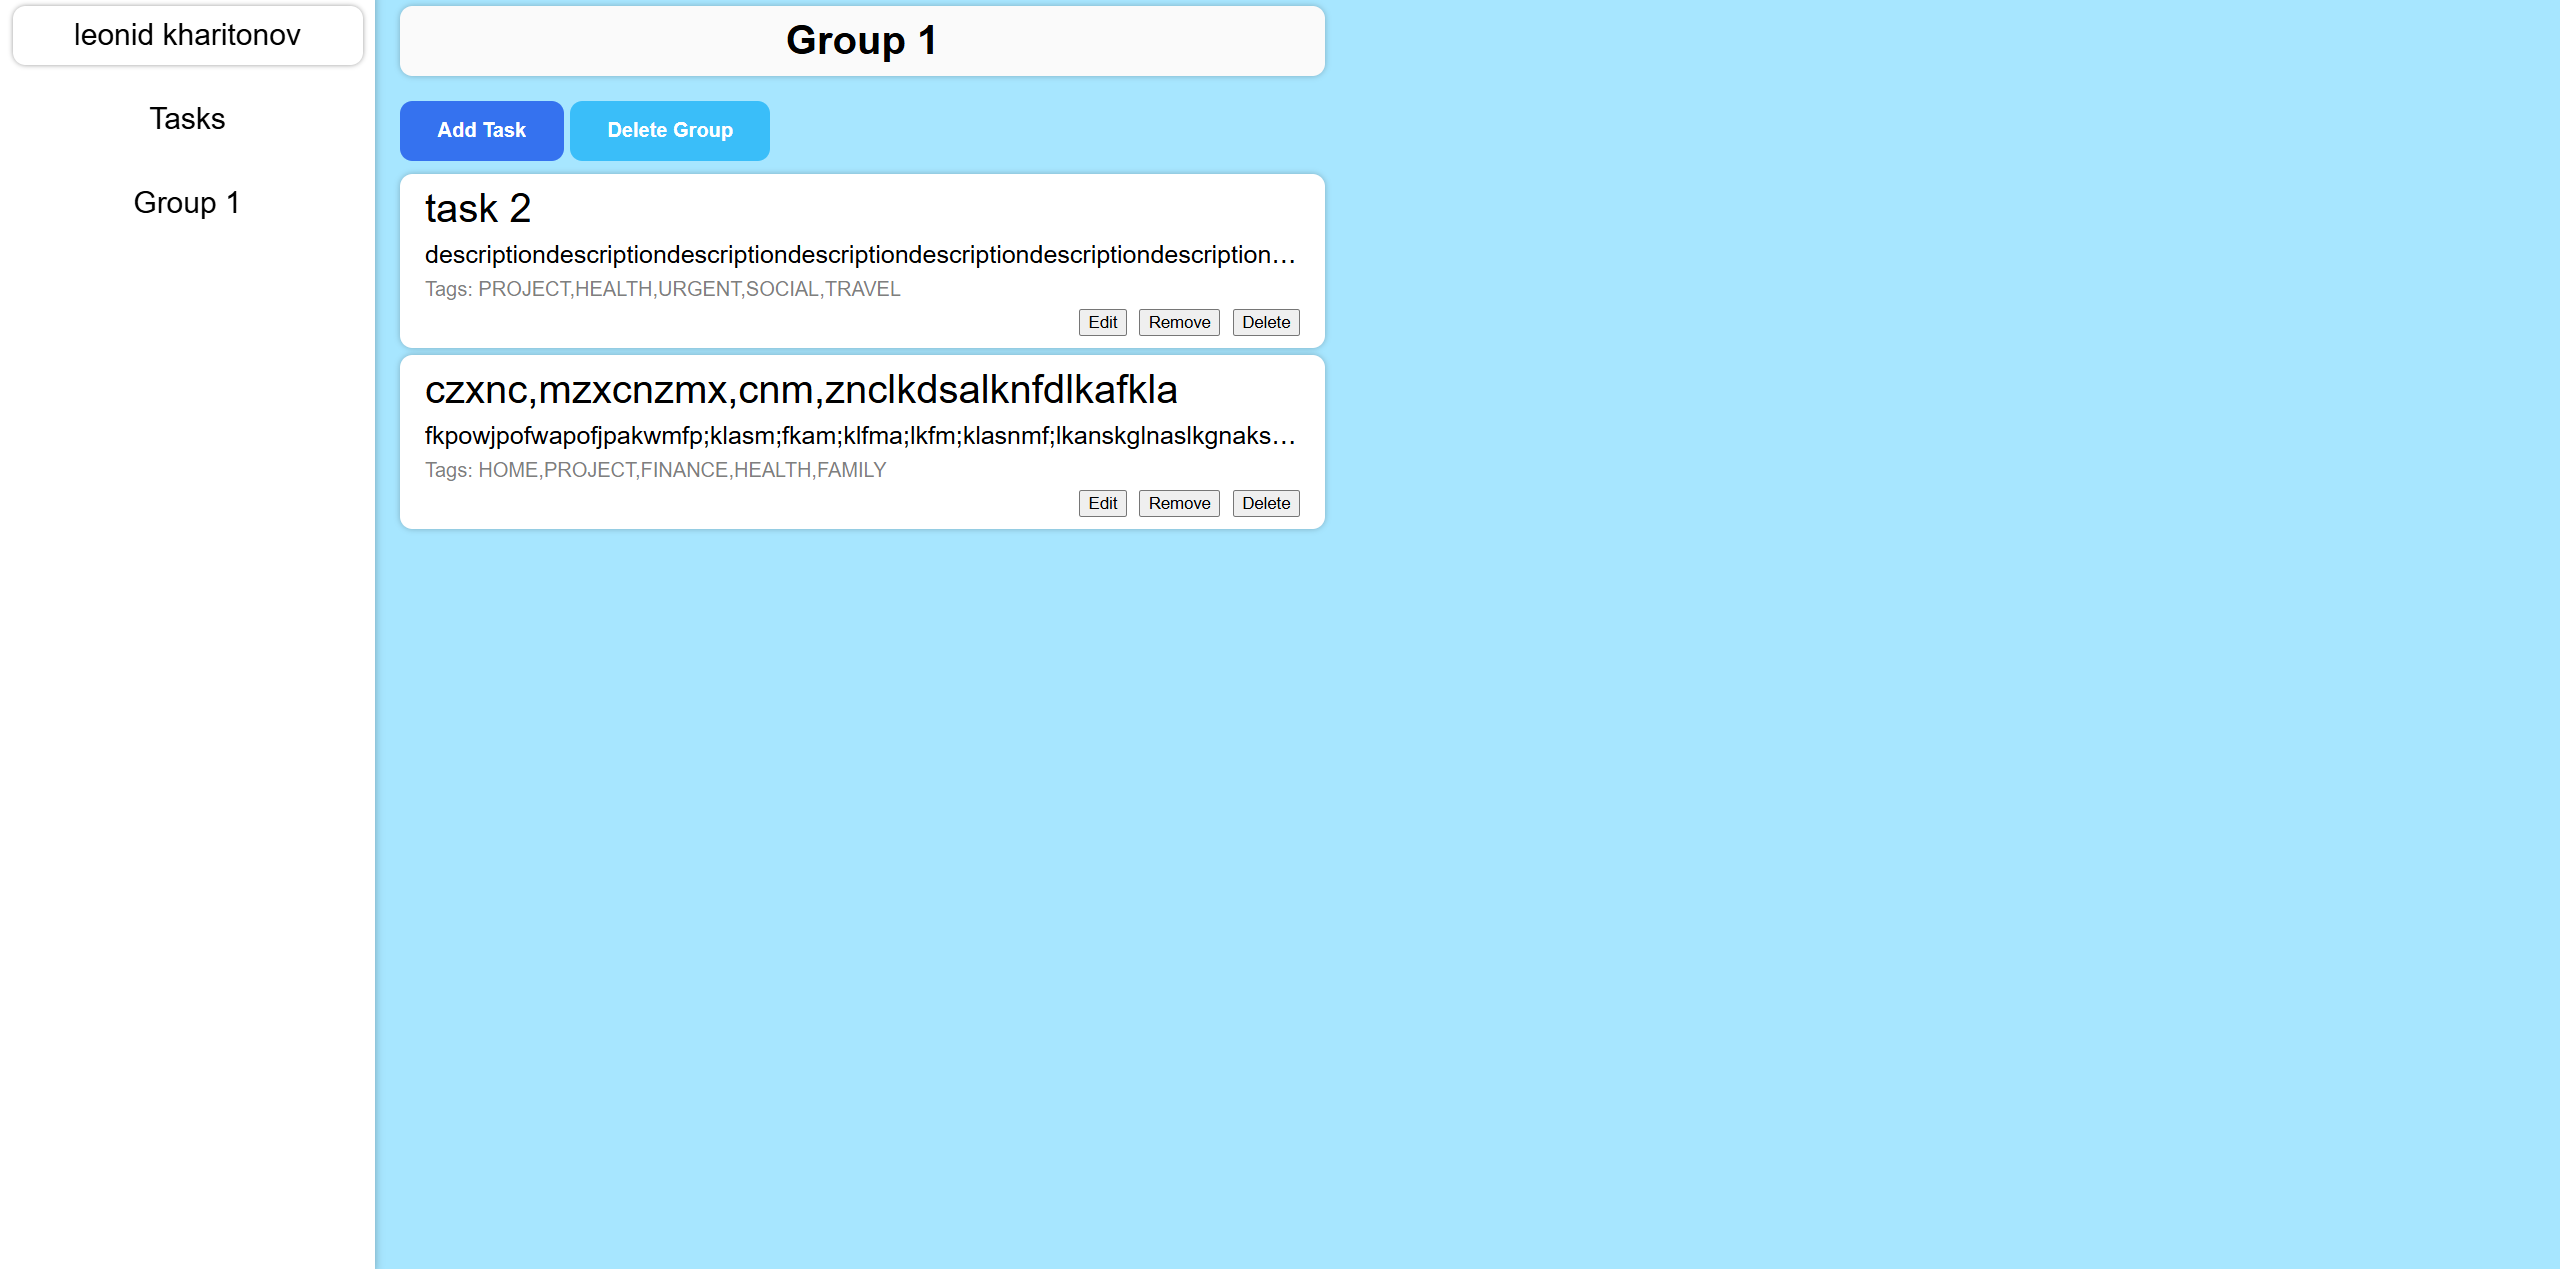 leonid kharitonov
Tasks
Group 1
Group 1
Add Task
Delete Group
task 2
descriptiondescriptiondescriptiondescriptiondescriptiondescriptiondescription…
Tags: PROJECT,HEALTH,URGENT,SOCIAL,TRAVEL
Edit Remove Delete
czxnc,mzxcnzmx,cnm,znclkdsalknfdlkafkla
fkpowjpofwapofjpakwmfp;klasm;fkam;klfma;lkfm;klasnmf;lkanskglnaslkgnaks…
Tags: HOME,PROJECT,FINANCE,HEALTH,FAMILY
Edit Remove Delete